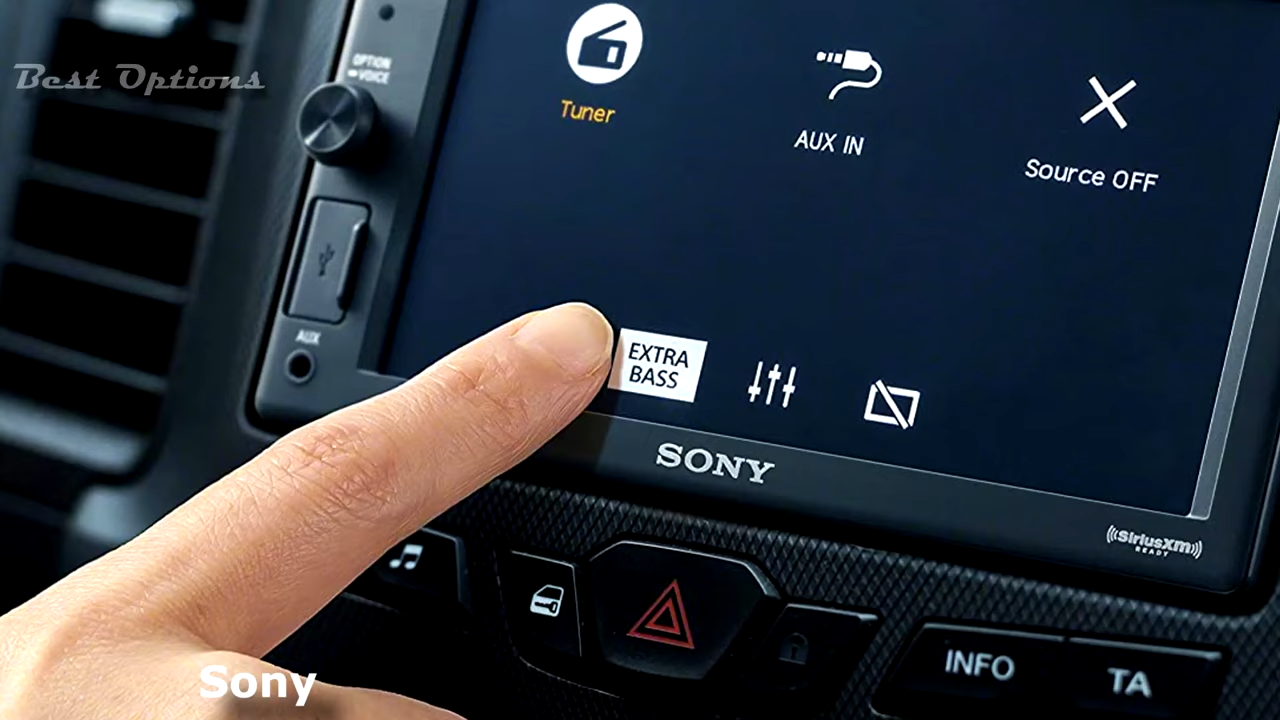 Best Options
OPTION
VOICE
Tuner
AUX IN
Source OFF
AUX
EXTRA
BASS
SONY
SiriusXM
READY
INFO
TA
Sony